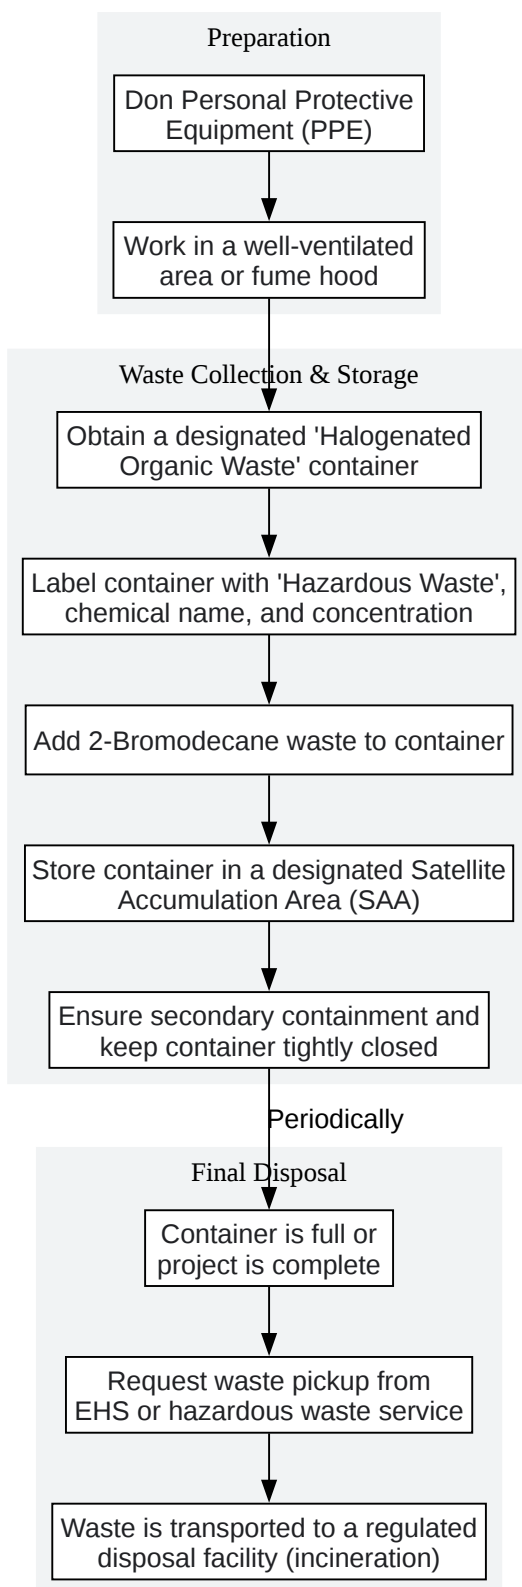 Preparation
Don Personal Protective
Equipment (PPE)
Work in a well-ventilated
area or fume hood
Waste Collection & Storage
Obtain a designated 'Halogenated
Organic Waste' container
Label container with 'Hazardous Waste',
chemical name, and concentration
Add 2-Bromodecane waste to container
Store container in a designated Satellite
Accumulation Area (SAA)
Ensure secondary containment and
keep container tightly closed
Periodically
Final Disposal
Container is full or
project is complete
Request waste pickup from
EHS or hazardous waste service
Waste is transported to a regulated
disposal facility (incineration)